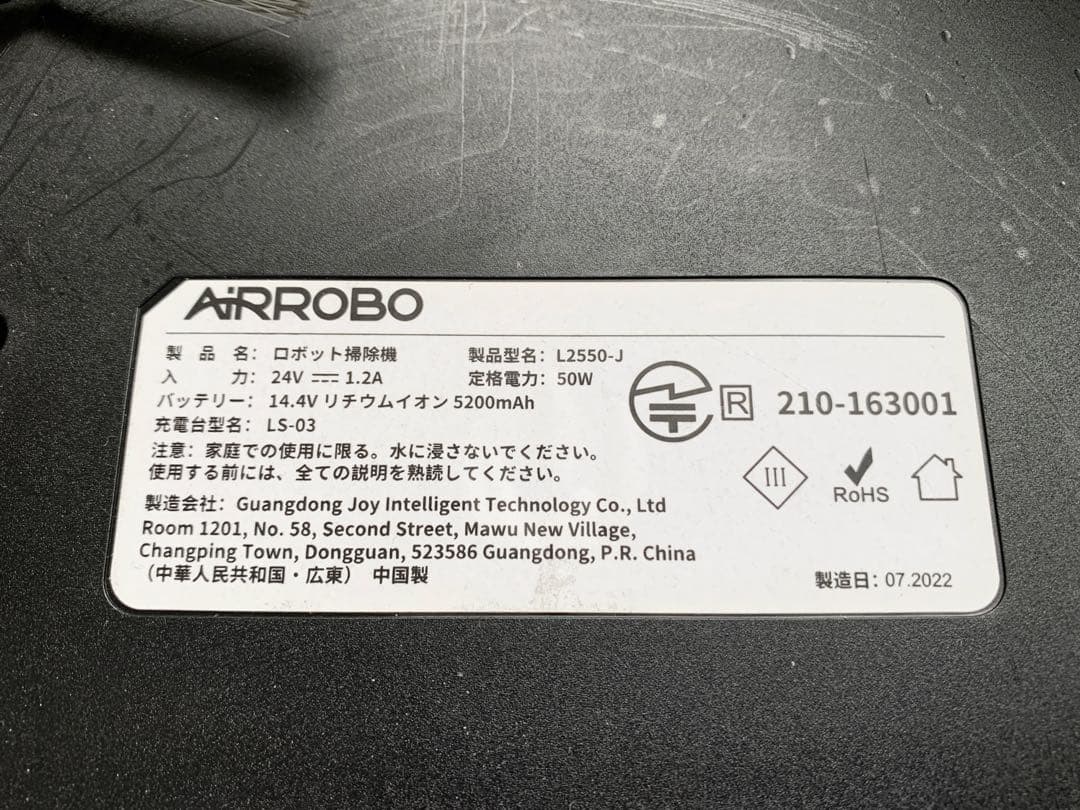 AiRROBO
製品名： ロボット掃除機 製品型名： L2550-J
入力： 24V ⎓ 1.2A 定格電力： 50W
バッテリー： 14.4V リチウムイオン 5200mAh
充電台型名： LS-03
R 210-163001
注意： 家庭での使用に限る。水に浸さないでください。
使用する前には、全ての説明を熟読してください。
III RoHS
製造会社： Guangdong Joy Intelligent Technology Co., Ltd
Room 1201, No. 58, Second Street, Mawu New Village,
Changping Town, Dongguan, 523586 Guangdong, P.R. China
（中華人民共和国・広東） 中国製
製造日： 07.2022